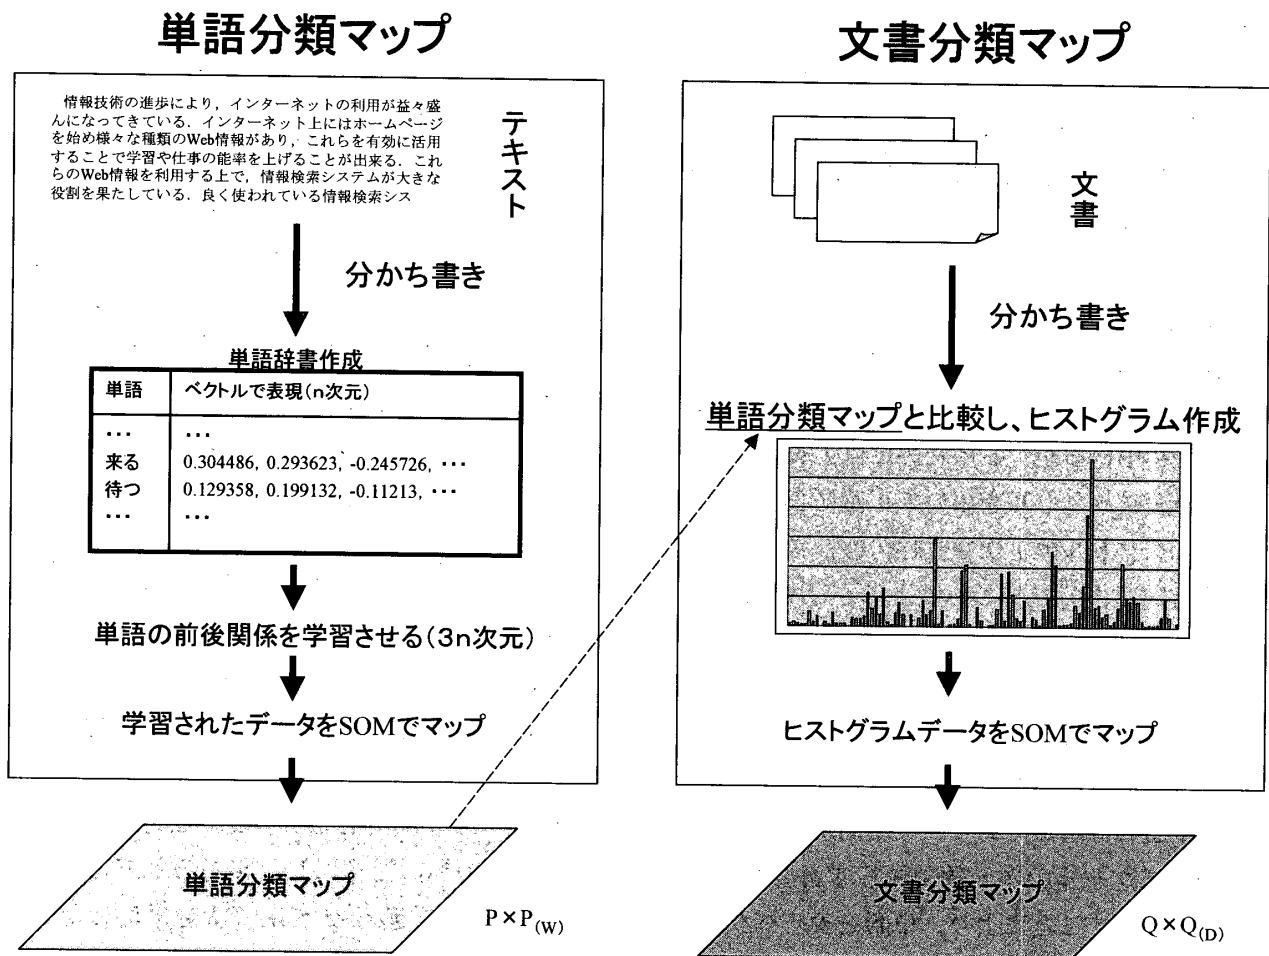 単語分類マップ
情報技術の進歩により，インターネットの利用が益々盛
んになってきている．インターネット上にはホームページ
を始め様々な種類のWeb情報があり，これらを有効に活用
することで学習や仕事の能率を上げることが出来る．これ
らのWeb情報を利用する上で，情報検索システムが大きな
役割を果たしている．良く使われている情報検索シス
テキスト
分かち書き
単語辞書作成
単語 ベクトルで表現(n次元)
… …
来る 0.304486, 0.293623, -0.245726, …
待つ 0.129358, 0.199132, -0.11213, …
… …
単語の前後関係を学習させる(3n次元)
学習されたデータをSOMでマップ
単語分類マップ
P×P(W)
文書分類マップ
文書
分かち書き
単語分類マップと比較し、ヒストグラム作成
ヒストグラムデータをSOMでマップ
文書分類マップ
Q×Q(D)